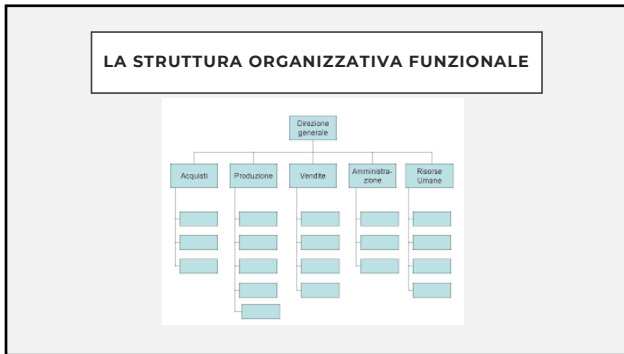 LA STRUTTURA ORGANIZZATIVA FUNZIONALE
Direzione
generale
Acquisti
Produzione
Vendite
Amministra-
zione
Risorse
Umane